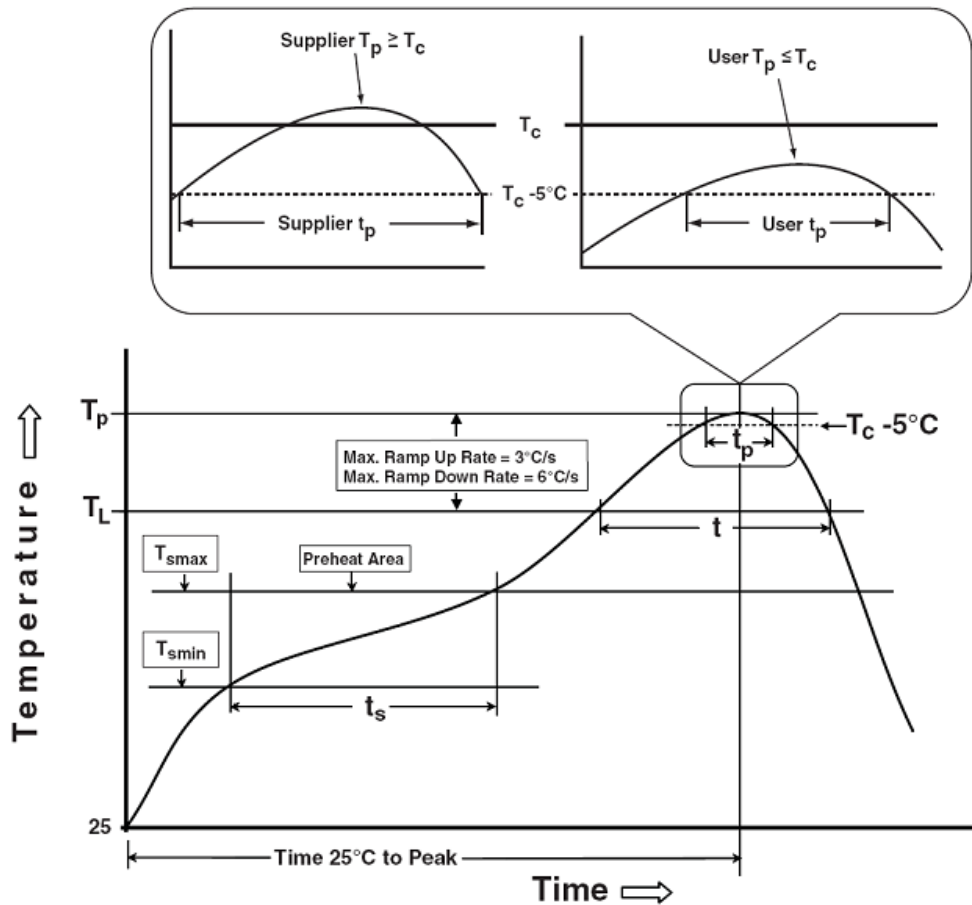 Supplier Tp ≥ Tc
User Tp ≤ Tc
Tc
Tc -5°C
Supplier tp
User tp
Tp
Tc -5°C
tp
Max. Ramp Up Rate = 3°C/s
Max. Ramp Down Rate = 6°C/s
TL
t
Tsmax
Preheat Area
Tsmin
ts
Temperature
25
Time 25°C to Peak
Time